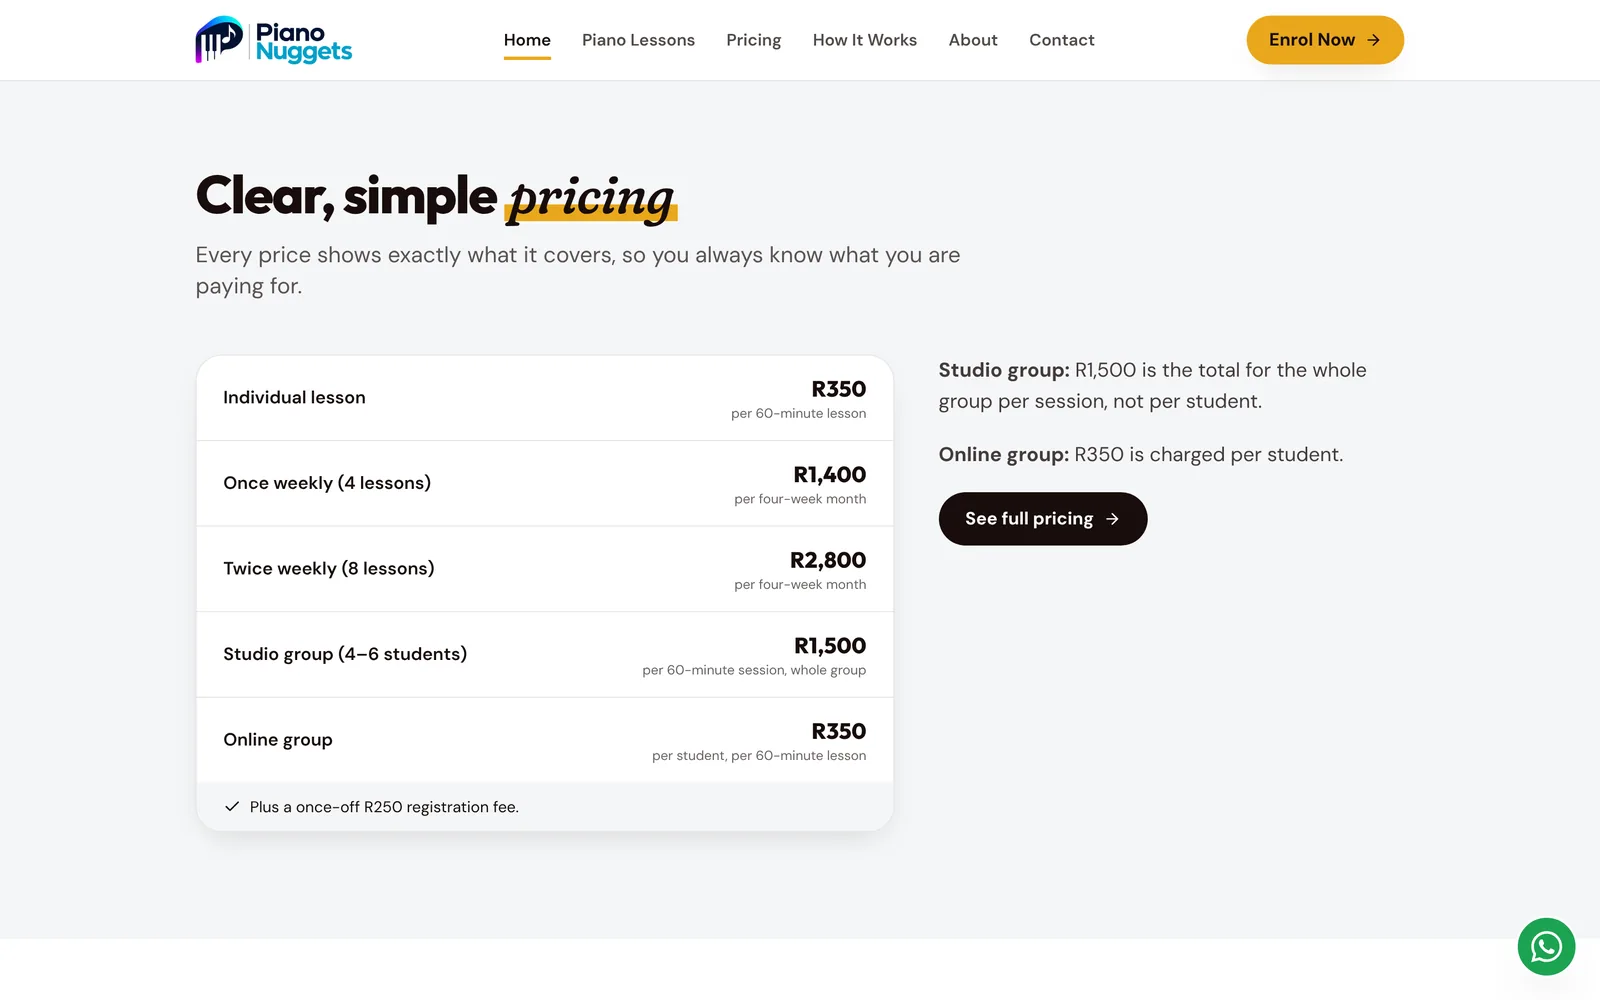 Piano
Nuggets
Home
Piano Lessons
Pricing
How It Works
About
Contact
Enrol Now
Clear, simple pricing
Every price shows exactly what it covers, so you always know what you are
paying for.
Individual lesson
R350
per 60-minute lesson
Once weekly (4 lessons)
R1,400
per four-week month
Twice weekly (8 lessons)
R2,800
per four-week month
Studio group (4–6 students)
R1,500
per 60-minute session, whole group
Online group
R350
per student, per 60-minute lesson
Plus a once-off R250 registration fee.
Studio group: R1,500 is the total for the whole
group per session, not per student.
Online group: R350 is charged per student.
See full pricing